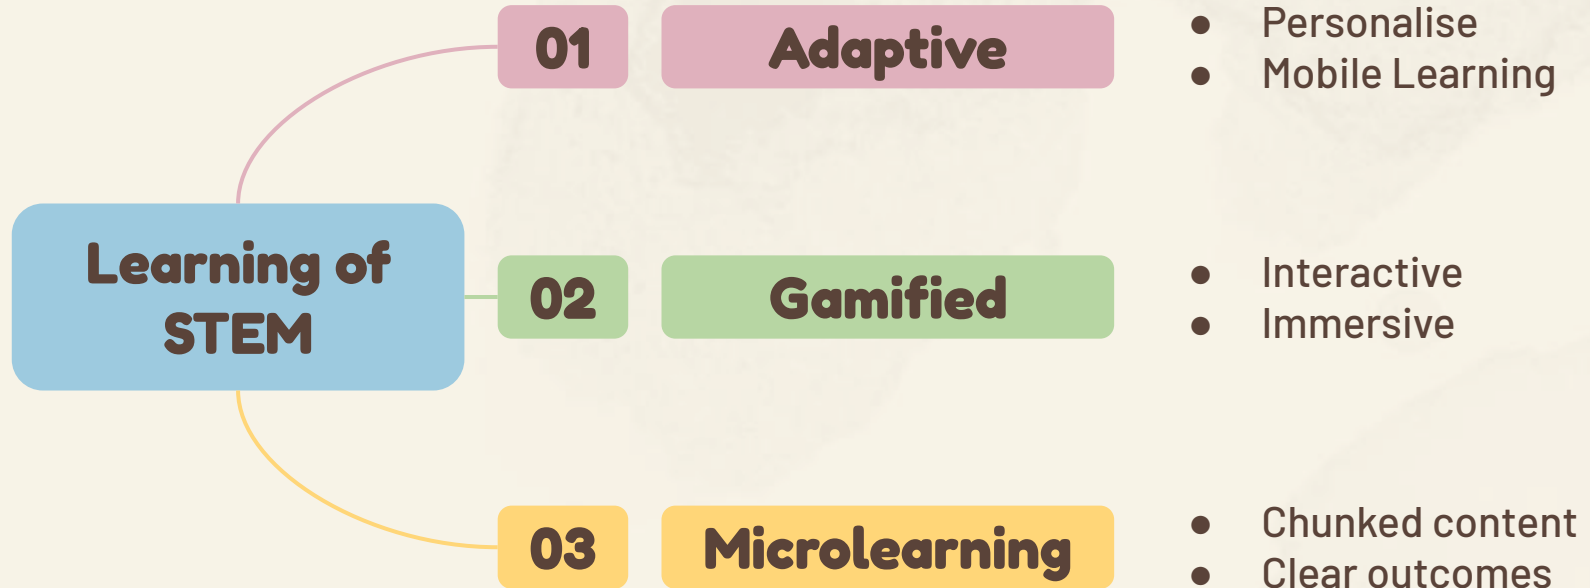 01
Adaptive
● Personalise
● Mobile Learning
Learning of
STEM
02
Gamified
● Interactive
● Immersive
03
Microlearning
● Chunked content
● Clear outcomes